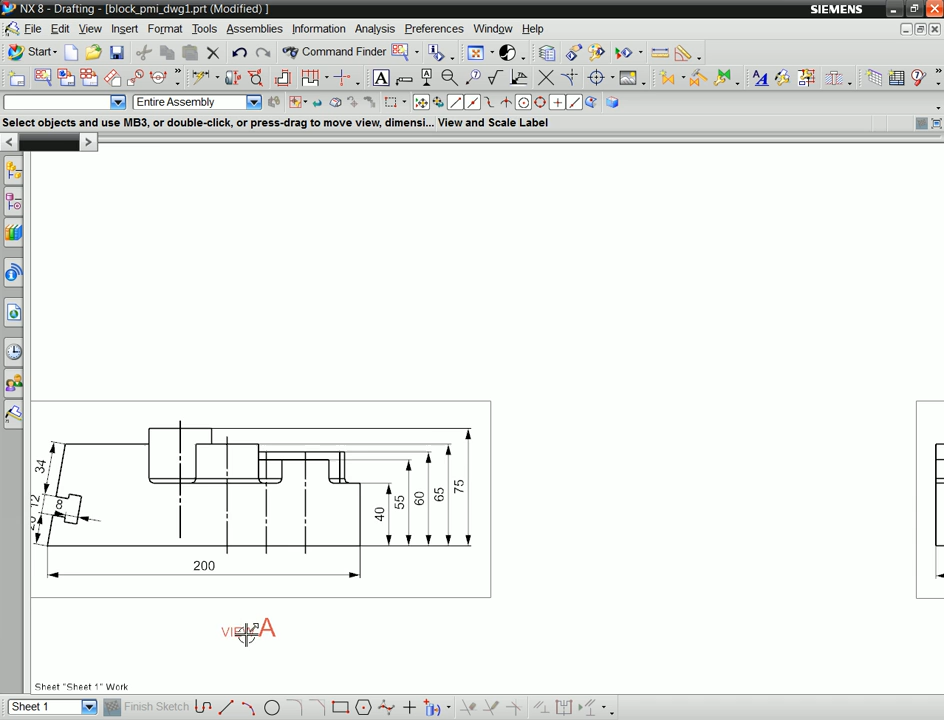 NX 8 - Drafting - [block_pmi_dwg1.prt (Modified) ]
SIEMENS
File Edit View Insert Format Tools Assemblies Information Analysis Preferences Window Help
Start
Command Finder
A
A
Entire Assembly
Select objects and use MB3, or double-click, or press-drag to move view, dimensi... View and Scale Label
34
12
8
20
40
55
60
65
75
200
A
Sheet "Sheet 1" Work
Sheet 1
Finish Sketch